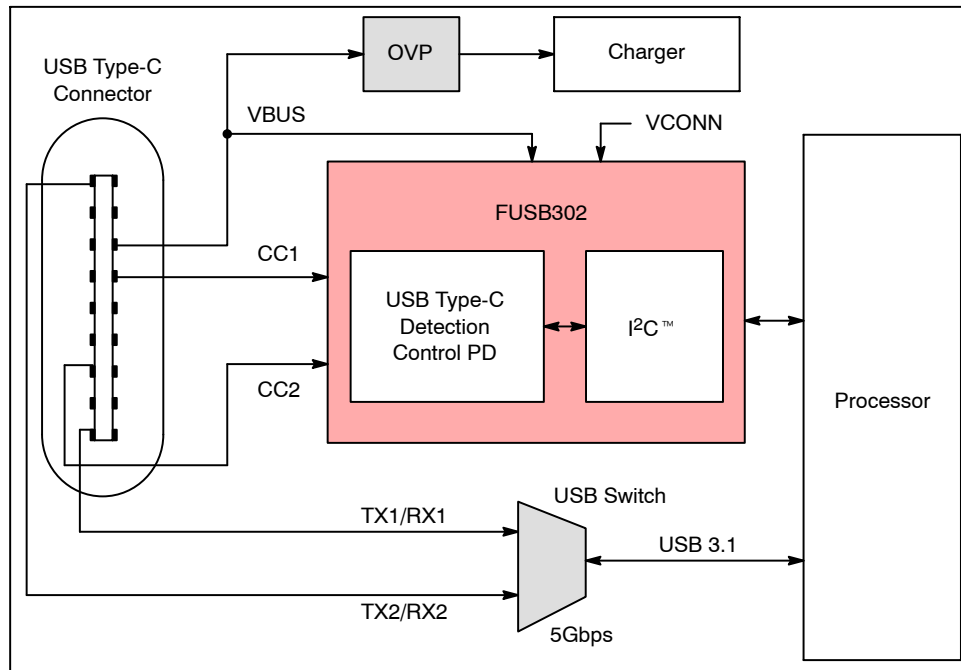 OVP
Charger
USB Type-C
Connector
VBUS
VCONN
FUSB302
CC1
USB Type-C
Detection
Control PD
I²C™
CC2
Processor
USB Switch
TX1/RX1
USB 3.1
TX2/RX2
5Gbps